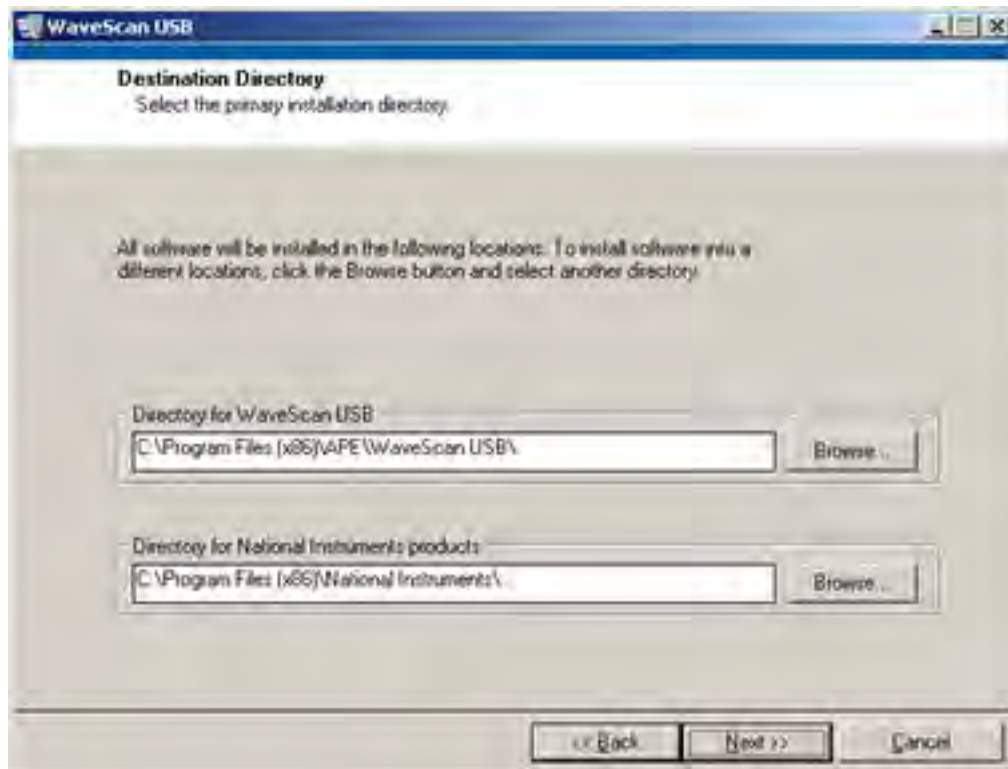 WaveScan USB
Destination Directory
Select the primary installation directory.
All software will be installed in the following locations. To install software into a
different locations, click the Browse button and select another directory.
Directory for WaveScan USB
C:\Program Files (x86)\APE\WaveScan USB\
Browse...
Directory for National Instruments products
C:\Program Files (x86)\National Instruments\
Browse...
<< Back
Next >>
Cancel